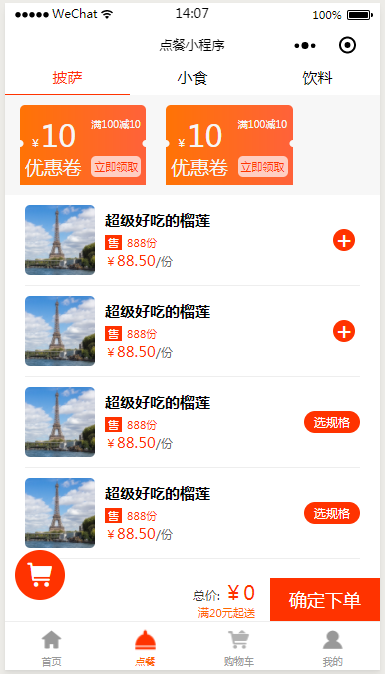 ●●●●● WeChat 14:07 100%
点餐小程序
披萨 小食 饮料
¥10 满100减10
优惠卷 立即领取
¥10 满100减10
优惠卷 立即领取
超级好吃的榴莲
售 888份
¥88.50/份
超级好吃的榴莲
售 888份
¥88.50/份
超级好吃的榴莲
售 888份
¥88.50/份
选规格
超级好吃的榴莲
售 888份
¥88.50/份
选规格
总价: ¥0
满20元起送
确定下单
首页 点餐 购物车 我的